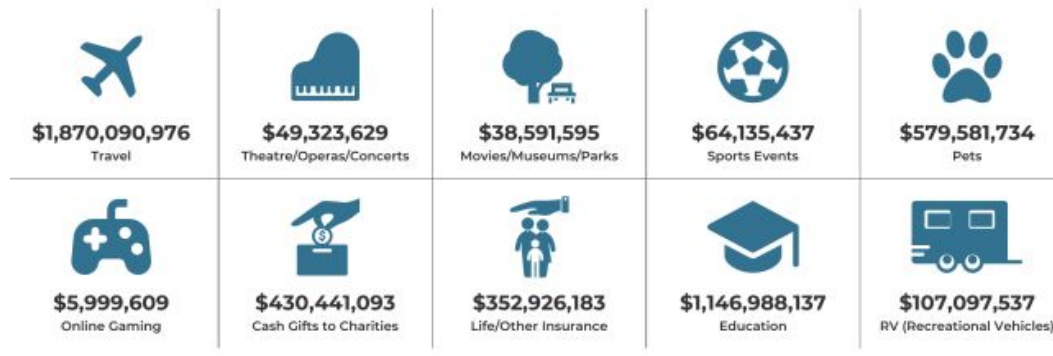 $1,870,090,976
Travel
$49,323,629
Theatre/Operas/Concerts
$38,591,595
Movies/Museums/Parks
$64,135,437
Sports Events
$579,581,734
Pets
$5,999,609
Online Gaming
$
$430,441,093
Cash Gifts to Charities
$352,926,183
Life/Other Insurance
$1,146,988,137
Education
$107,097,537
RV (Recreational Vehicles)